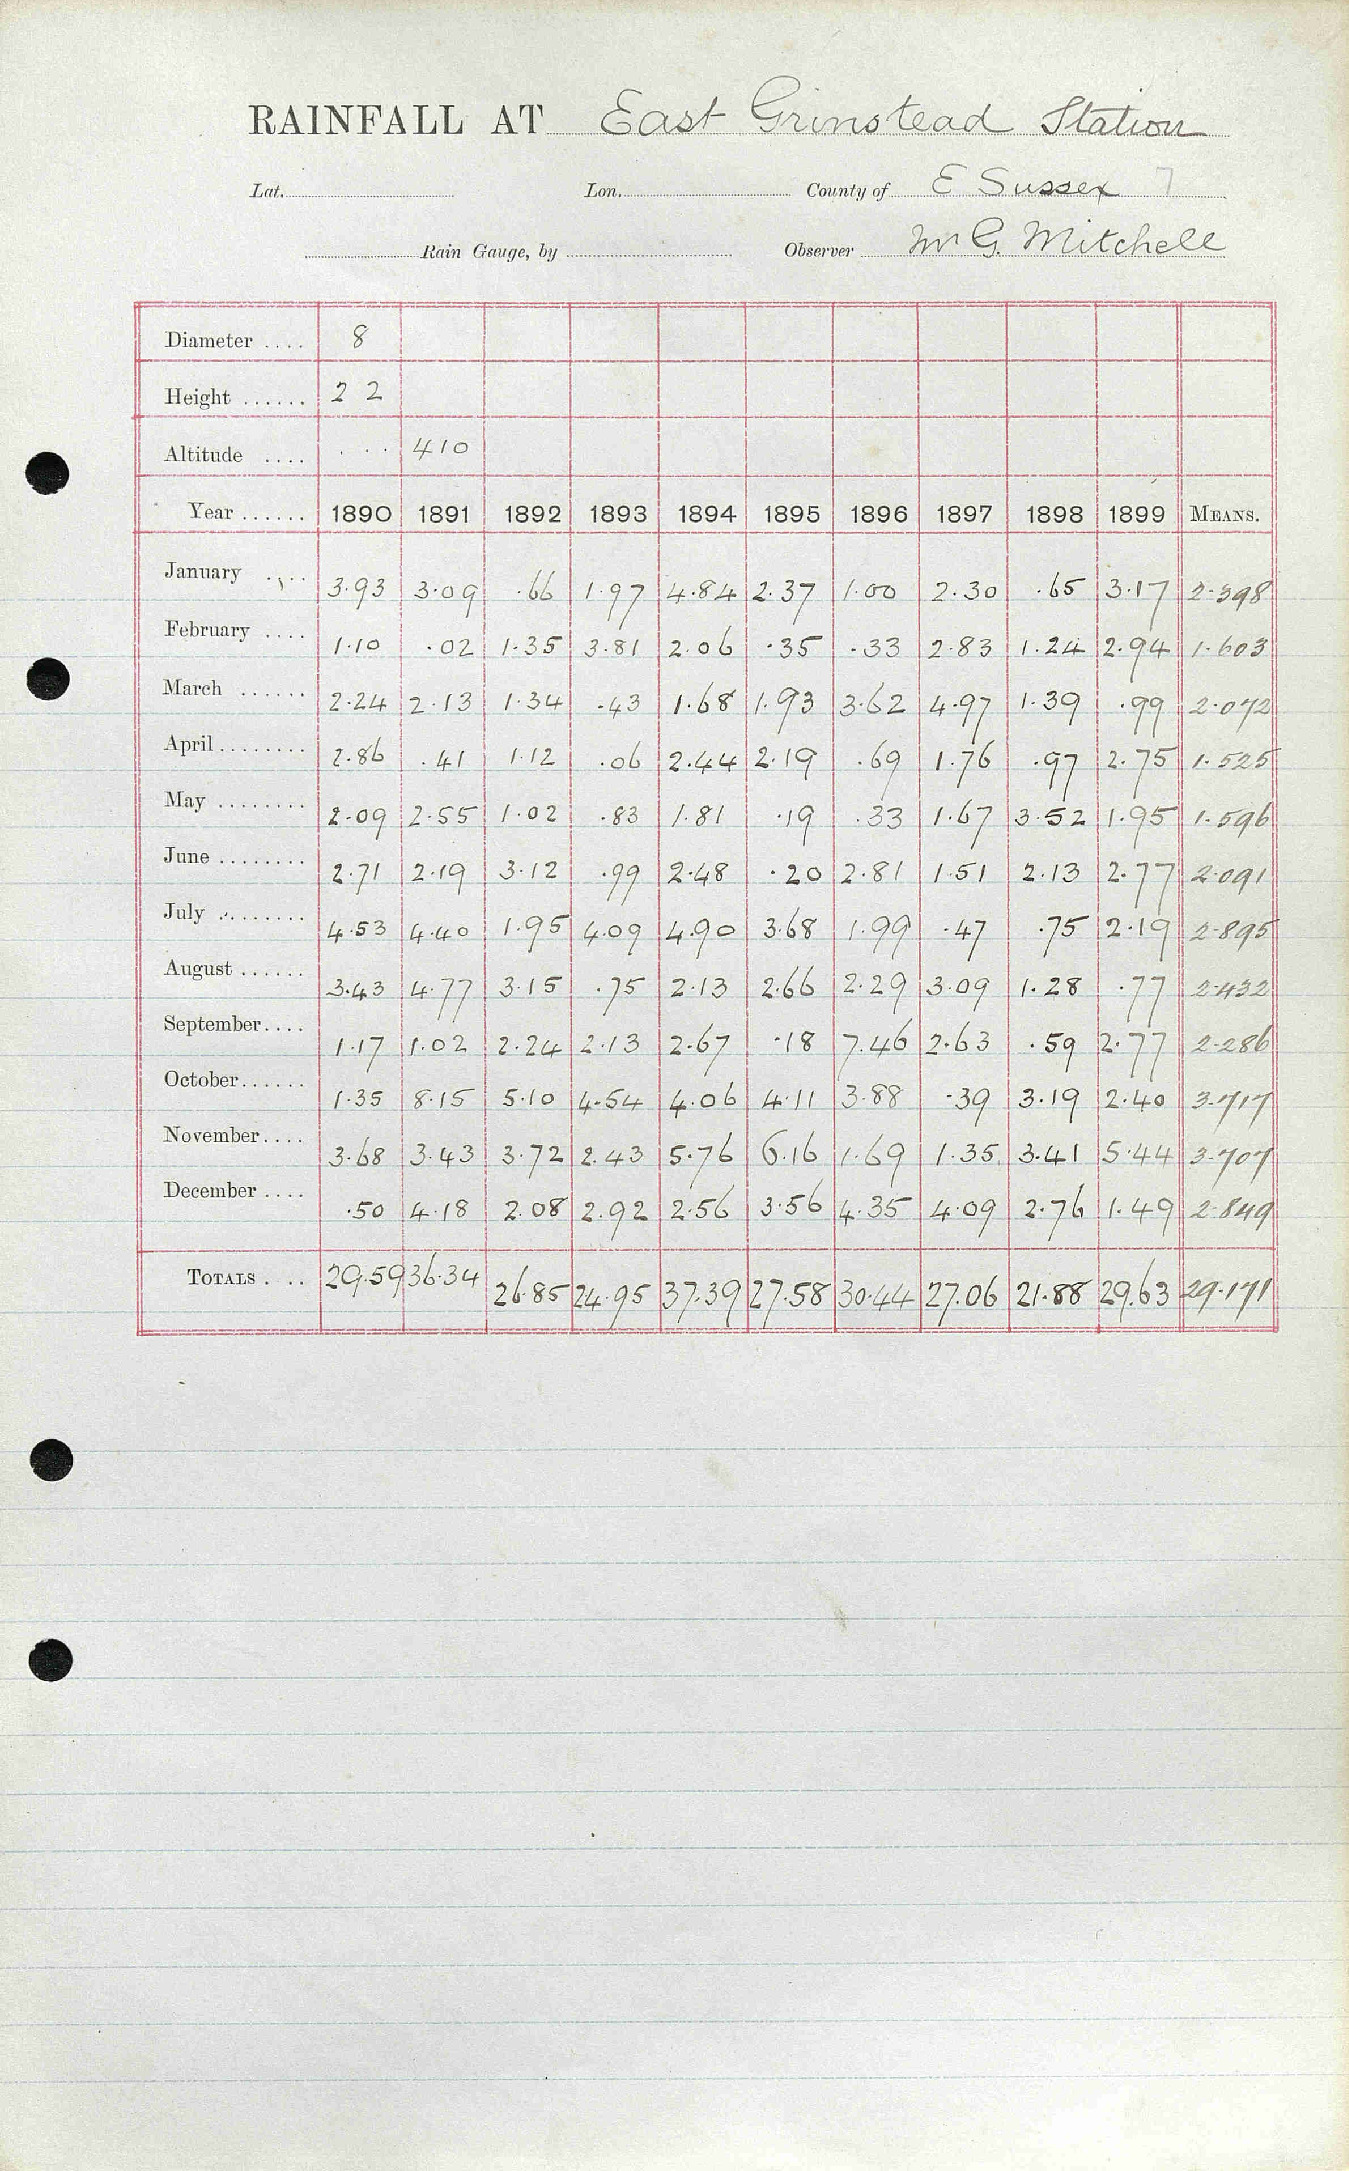 RAINFALL AT East Grinstead Station
Lat. Lon. County of E Sussex 7
Rain Gauge, by Observer Mr G. Mitchell
Diameter .... 8
Height ...... 2 2
Altitude .... . . . 410
Year ...... 1890 1891 1892 1893 1894 1895 1896 1897 1898 1899 MEANS.
January .... 3.93 3.09 .66 1.97 4.84 2.37 1.00 2.30 .65 3.17 2.398
February .... 1.10 .02 1.35 3.81 2.06 .35 .33 2.83 1.24 2.94 1.603
March ...... 2.24 2.13 1.34 .43 1.68 1.93 3.62 4.97 1.39 .99 2.072
April........ 2.86 .41 1.12 .06 2.44 2.19 .69 1.76 .97 2.75 1.525
May ........ 2.09 2.55 1.02 .83 1.81 .19 .33 1.67 3.52 1.95 1.596
June ........ 2.71 2.19 3.12 .99 2.48 .20 2.81 1.51 2.13 2.77 2.091
July ........ 4.53 4.40 1.95 4.09 4.90 3.68 1.99 .47 .75 2.19 2.895
August ...... 3.43 4.77 3.15 .75 2.13 2.66 2.29 3.09 1.28 .77 2.432
September.... 1.17 1.02 2.24 2.13 2.67 .18 7.46 2.63 .59 2.77 2.286
October...... 1.35 8.15 5.10 4.54 4.06 4.11 3.88 .39 3.19 2.40 3.717
November.... 3.68 3.43 3.72 2.43 5.76 6.16 1.69 1.35 3.41 5.44 3.707
December .... .50 4.18 2.08 2.92 2.56 3.56 4.35 4.09 2.76 1.49 2.849
TOTALS . .. 29.59 36.34 26.85 24.95 37.39 27.58 30.44 27.06 21.88 29.63 29.171